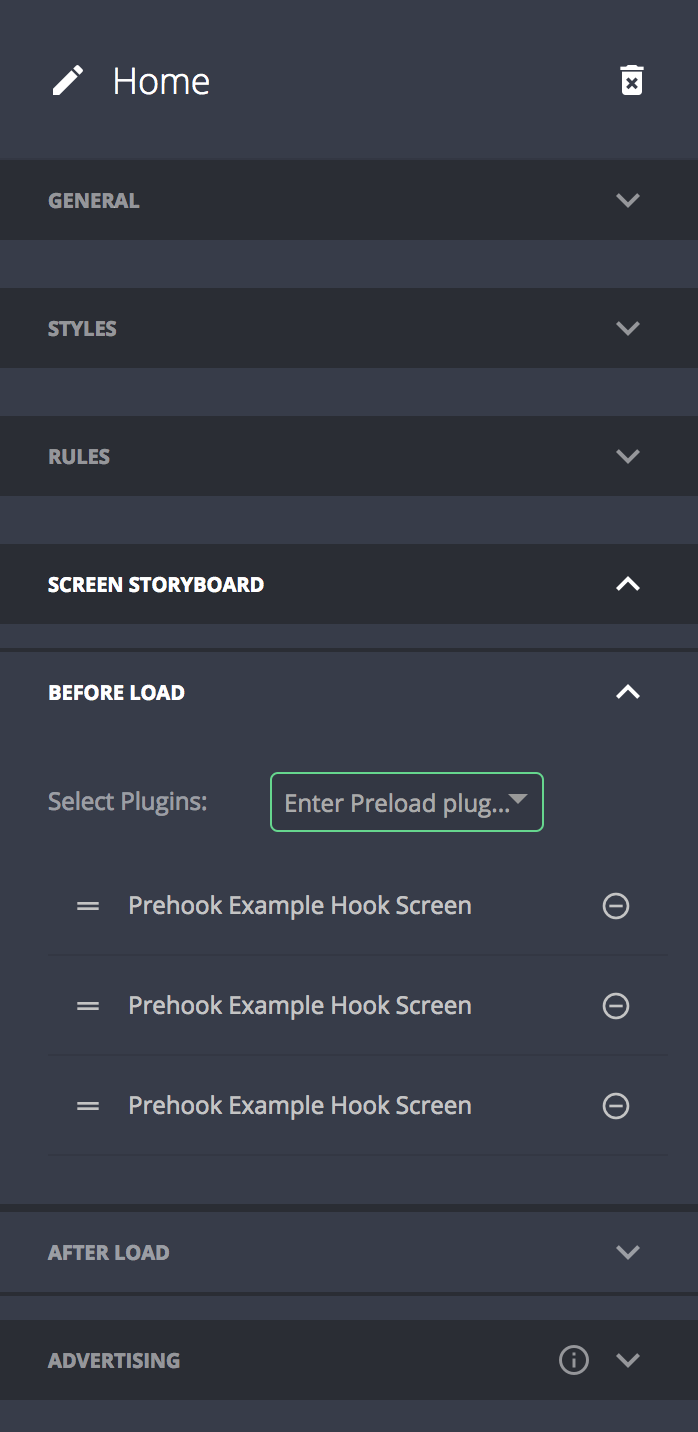 Home
GENERAL
STYLES
RULES
SCREEN STORYBOARD
BEFORE LOAD
Select Plugins: Enter Preload plug...
Prehook Example Hook Screen
Prehook Example Hook Screen
Prehook Example Hook Screen
AFTER LOAD
ADVERTISING